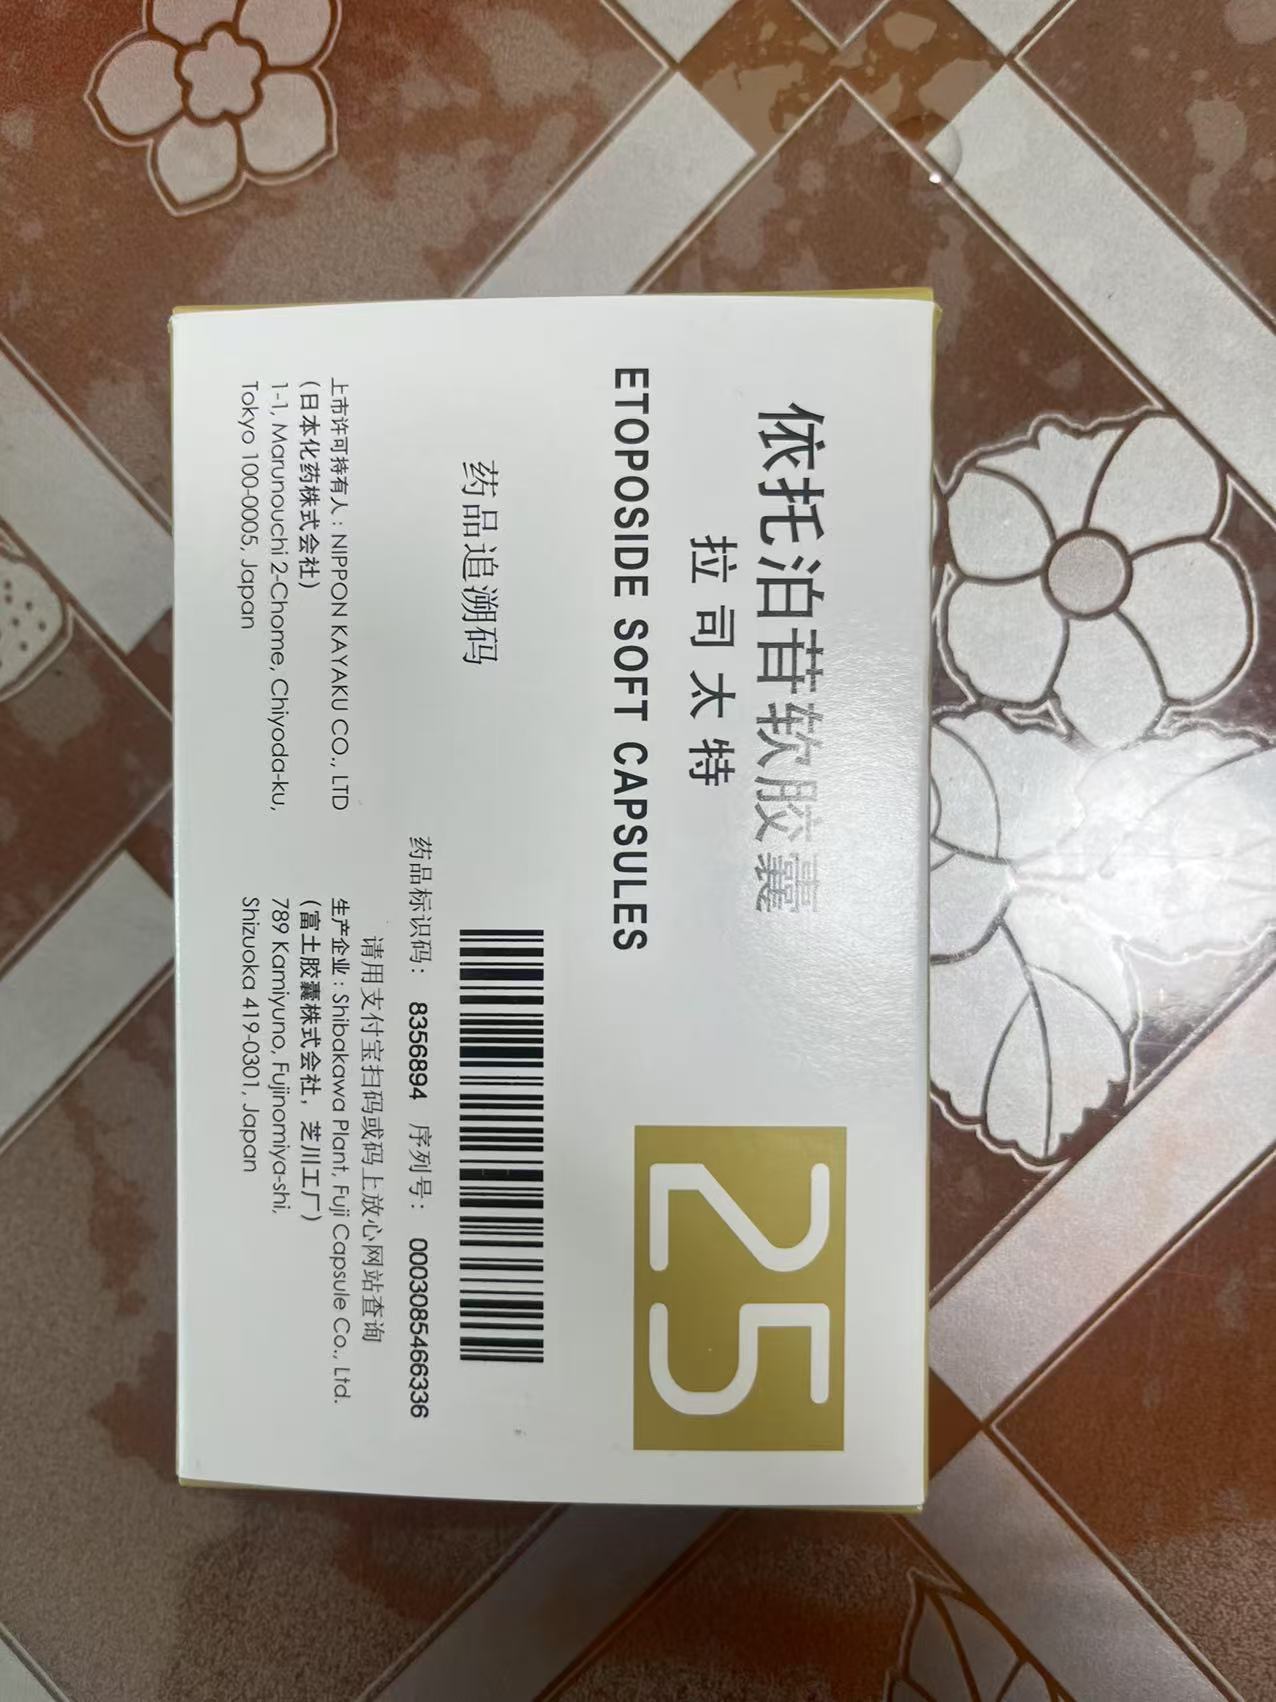 依托泊苷软胶囊
拉司太特
ETOPOSIDE SOFT CAPSULES
25
药品追溯码
药品标识码： 8356894 序列号： 0003085466336
请用支付宝扫码或码上放心网站查询
上市许可持有人：NIPPON KAYAKU CO., LTD
（日本化药株式会社）
1-1, Marunouchi 2-Chome, Chiyoda-ku,
Tokyo 100-0005, Japan
生产企业：Shibakawa Plant, Fuji Capsule Co., Ltd.
（富士胶囊株式会社，芝川工厂）
789 Kamiyuno, Fujinomiya-shi,
Shizuoka 419-0301, Japan